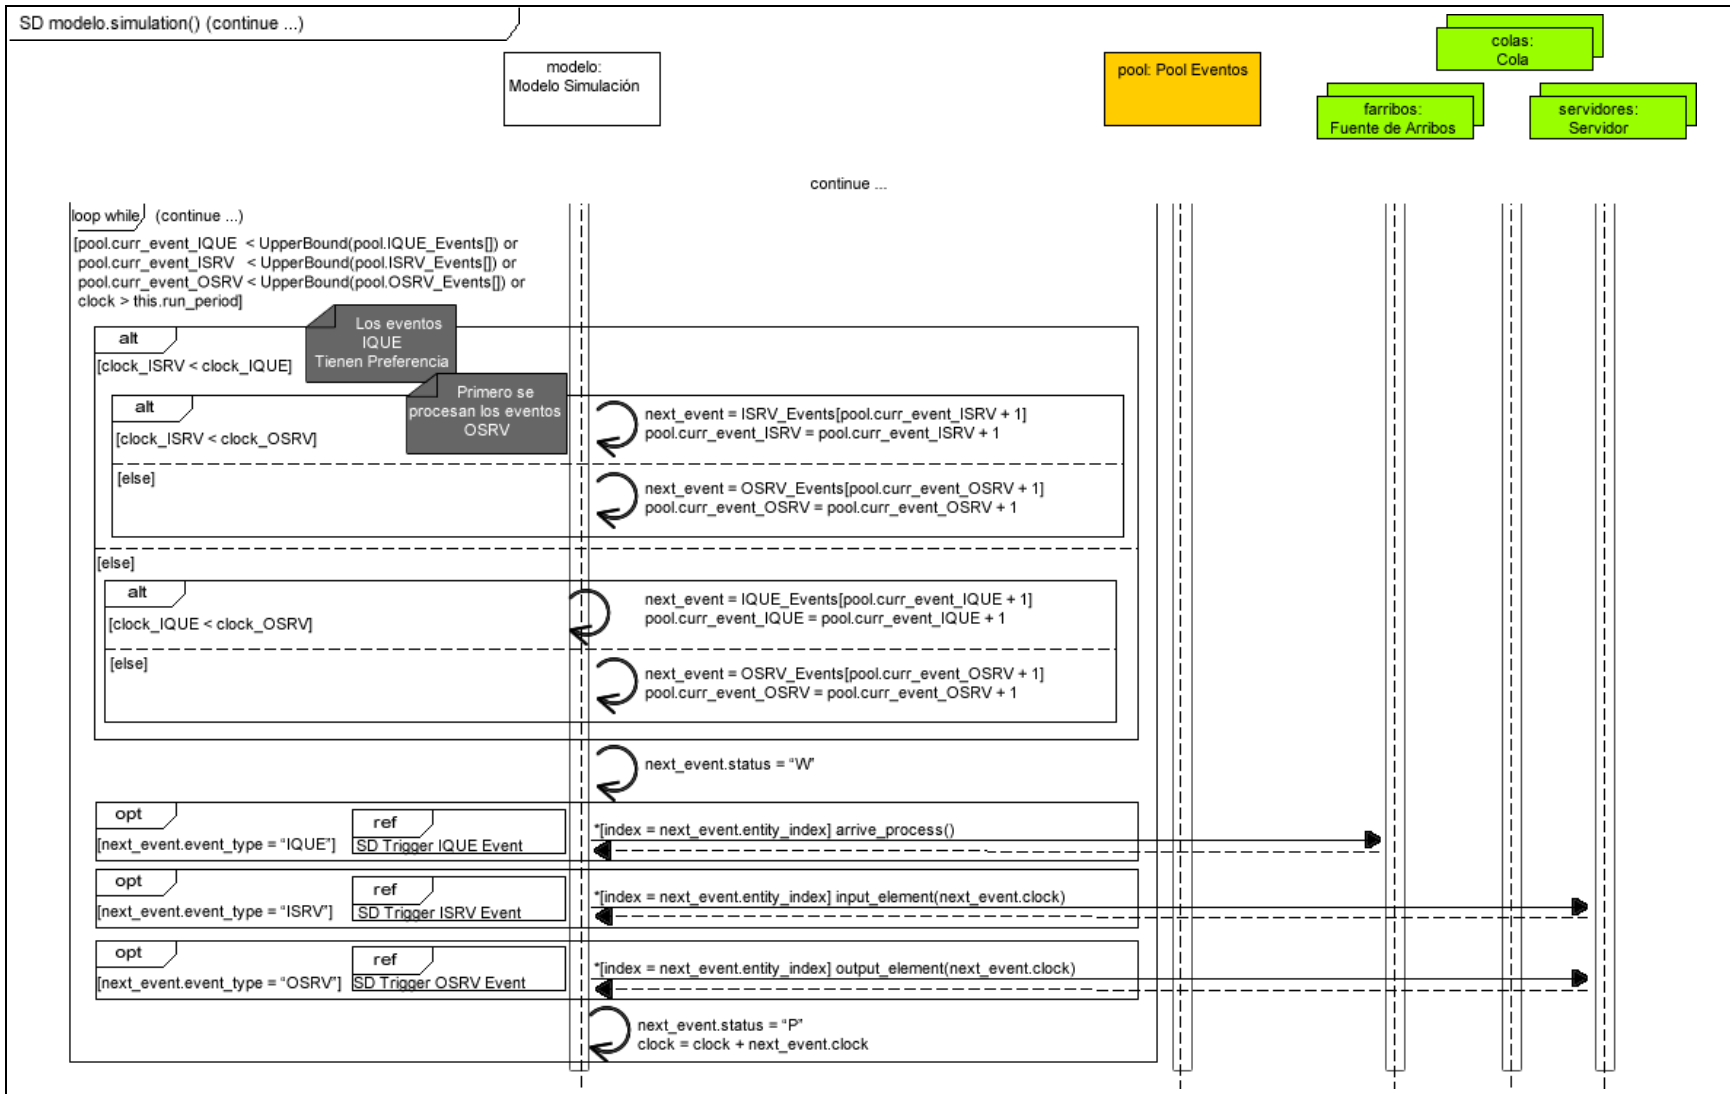 SD modelo.simulation() (continue ...)
modelo:
Modelo Simulación
pool: Pool Eventos
colas:
Cola
farribos:
Fuente de Arribos
servidores:
Servidor
continue ...
loop while (continue ...)
[pool.curr_event_IQUE < UpperBound(pool.IQUE_Events[]) or
pool.curr_event_ISRV < UpperBound(pool.ISRV_Events[]) or
pool.curr_event_OSRV < UpperBound(pool.OSRV_Events[]) or
clock > this.run_period]
alt
[clock_ISRV < clock_IQUE]
Los eventos
IQUE
Tienen Preferencia
alt
[clock_ISRV < clock_OSRV]
Primero se
procesan los eventos
OSRV
next_event = ISRV_Events[pool.curr_event_ISRV + 1]
pool.curr_event_ISRV = pool.curr_event_ISRV + 1
[else]
next_event = OSRV_Events[pool.curr_event_OSRV + 1]
pool.curr_event_OSRV = pool.curr_event_OSRV + 1
[else]
alt
[clock_IQUE < clock_OSRV]
next_event = IQUE_Events[pool.curr_event_IQUE + 1]
pool.curr_event_IQUE = pool.curr_event_IQUE + 1
[else]
next_event = OSRV_Events[pool.curr_event_OSRV + 1]
pool.curr_event_OSRV = pool.curr_event_OSRV + 1
next_event.status = “W”
opt
[next_event.event_type = “IQUE”]
ref
SD Trigger IQUE Event
*[index = next_event.entity_index] arrive_process()
opt
[next_event.event_type = “ISRV”]
ref
SD Trigger ISRV Event
*[index = next_event.entity_index] input_element(next_event.clock)
opt
[next_event.event_type = “OSRV”]
ref
SD Trigger OSRV Event
*[index = next_event.entity_index] output_element(next_event.clock)
next_event.status = “P”
clock = clock + next_event.clock